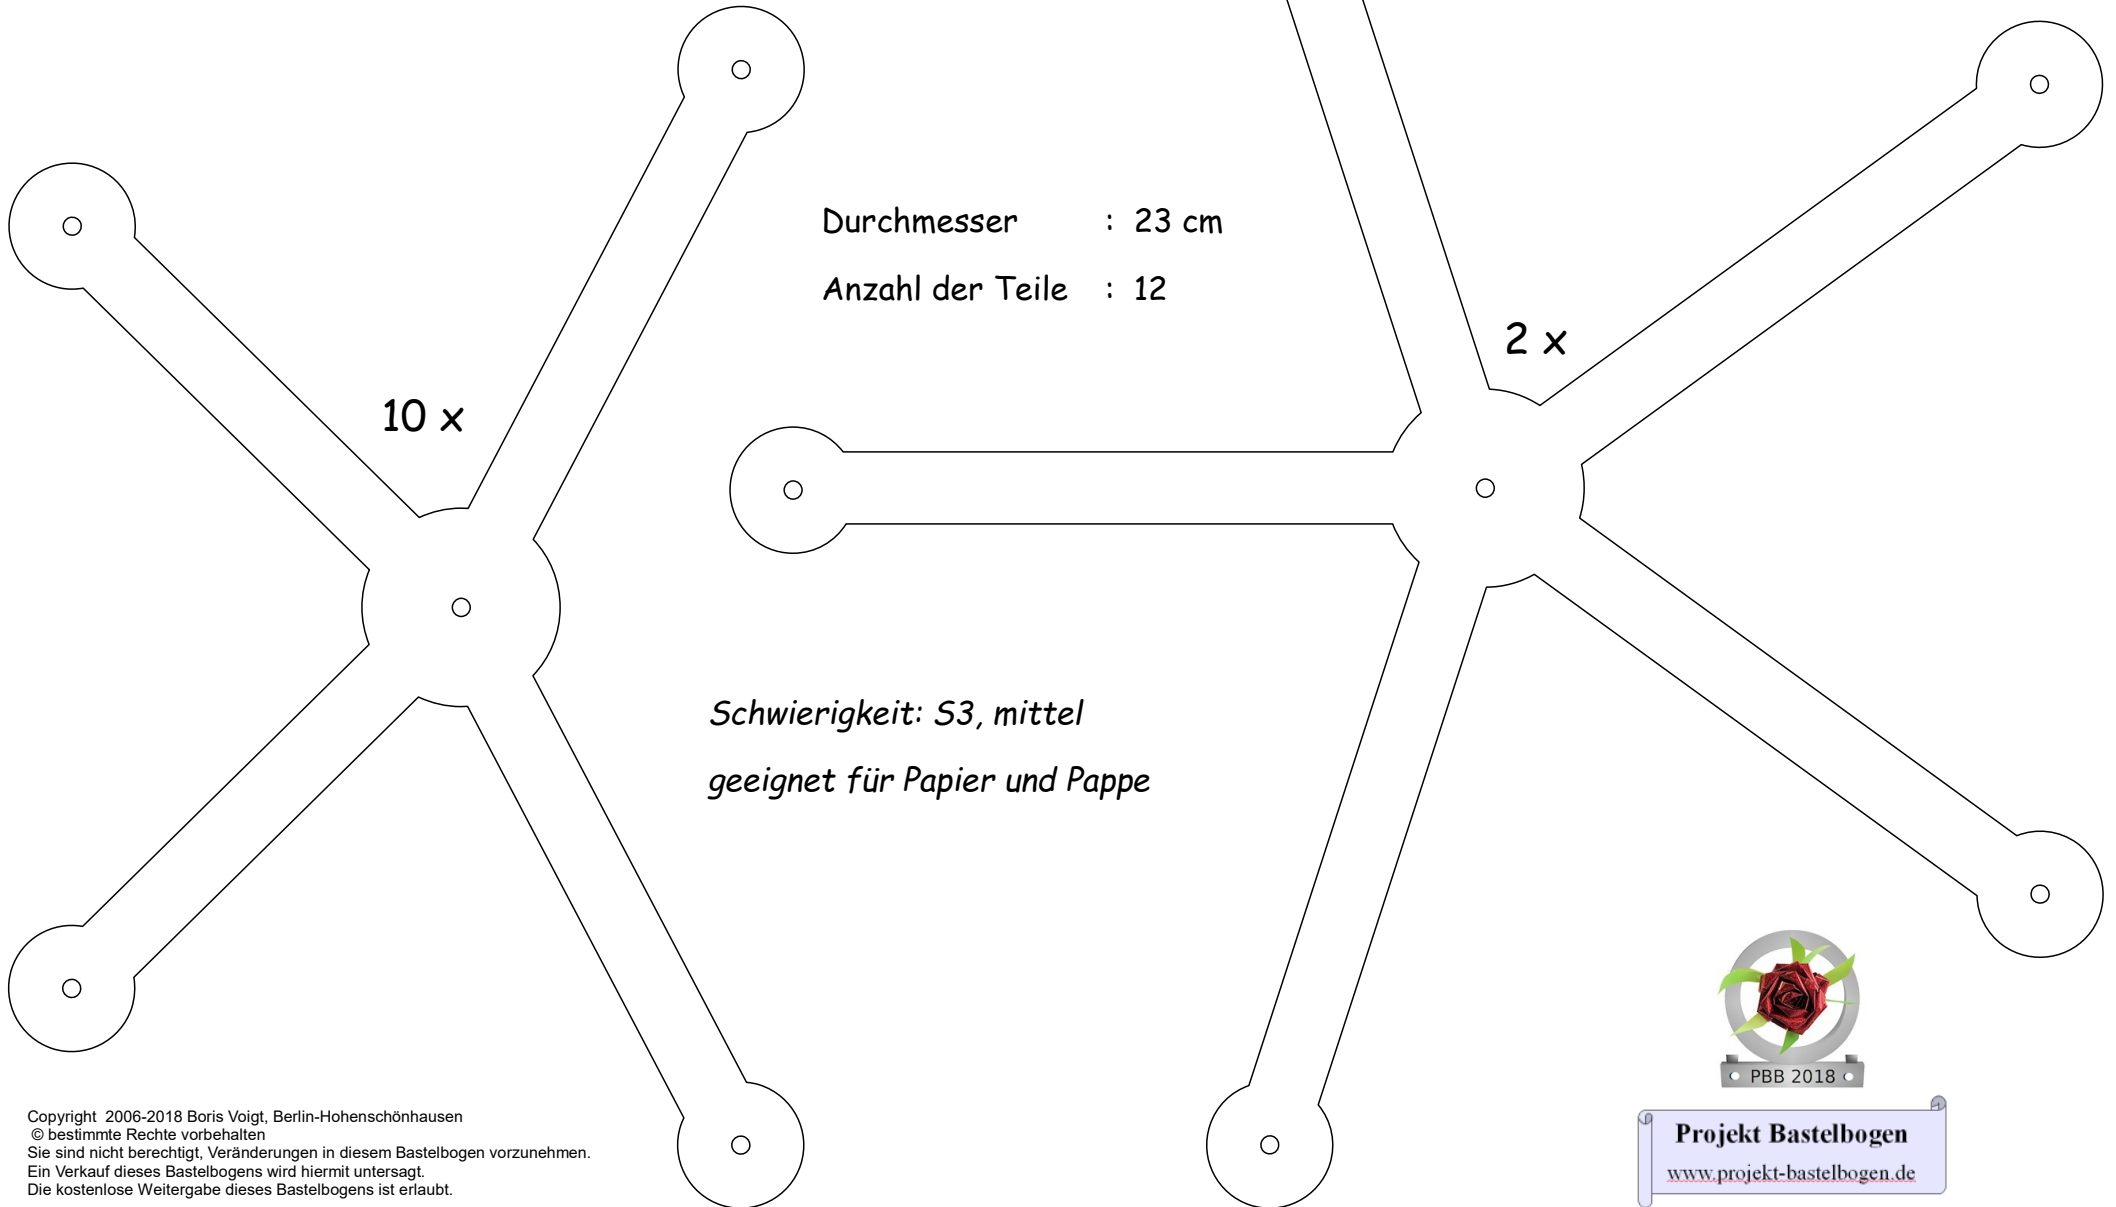 Durchmesser : 23 cm
Anzahl der Teile : 12
2 x
10 x
Schwierigkeit: S3, mittel
geeignet für Papier und Pappe
PBB 2018
Projekt Bastelbogen
www.projekt-bastelbogen.de
Copyright 2006-2018 Boris Voigt, Berlin-Hohenschönhausen
© bestimmte Rechte vorbehalten
Sie sind nicht berechtigt, Veränderungen in diesem Bastelbogen vorzunehmen.
Ein Verkauf dieses Bastelbogens wird hiermit untersagt.
Die kostenlose Weitergabe dieses Bastelbogens ist erlaubt.